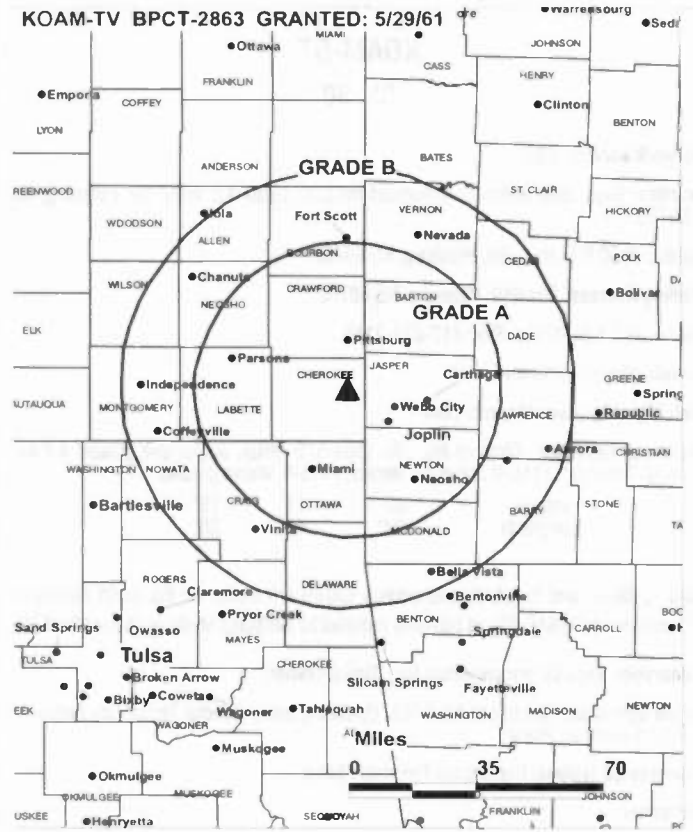 KOAM-TV BPCT-2863 GRANTED: 5/29/61
Warrensburg
MIAMI
JOHNSON
Ottawa
CASS
FRANKLIN
HENRY
Emporia
COFFEY
Clinton
LYON
BENTON
BATES
ANDERSON
GRADE B
ST CLAIR
REENWOOD
HICKORY
Iola
Fort Scott
VERNON
WOODSON
ALLEN
Nevada
BOURBON
CEDAR
POLK
WILSON
Chanute
CRAWFORD
Bolivar
NEOSHO
BARTON
GRADE A
ELK
DADE
Pittsburg
Parsons
JASPER
CHEROKEE
Carthage
GREENE
Independence
Spring
AUTAUQUA
MONTGOMERY
LABETTE
Webb City
LAWRENCE
Republic
Coffeyville
Joplin
Aurora
CHRISTIAN
WASHINGTON
NOWATA
Miami
NEWTON
Neosho
Bartlesville
CRAIG
OTTAWA
STONE
BARRY
TA
Vinita
MCDONALD
ROGERS
DELAWARE
Bella Vista
Claremore
Bentonville
Sand Springs
Owasso
Pryor Creek
BENTON
CARROLL
BOO
MAYES
Springdale
TULSA
Tulsa
CHEROKEE
Broken Arrow
Siloam Springs
Fayetteville
EEK
Bixby
Coweta
Wagoner
Tahlequah
WASHINGTON
MADISON
NEWTON
WAGONER
Miles
Muskogee
0 35 70
Okmulgee
OKMULGEE
MUSKOGEE
JOHNSON
USKEE
FRANKLIN
Henryetta
SEQUOYAH